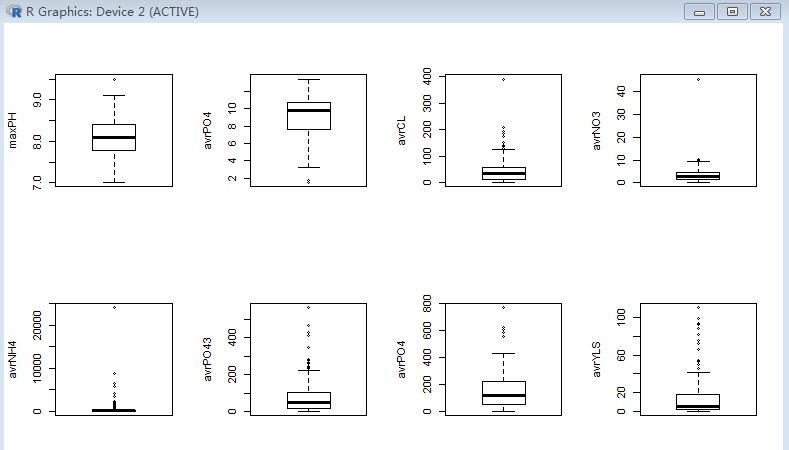 R Graphics: Device 2 (ACTIVE)
maxPH
7.0 8.0 9.0
avrPO4
2 4 6 8 10
avrCL
0 100 200 300 400
avrNO3
0 10 20 30 40
avrNH4
0 10000 20000
avrPO43
0 200 400
avrPO4
0 200 400 600 800
avrYLS
0 20 60 100